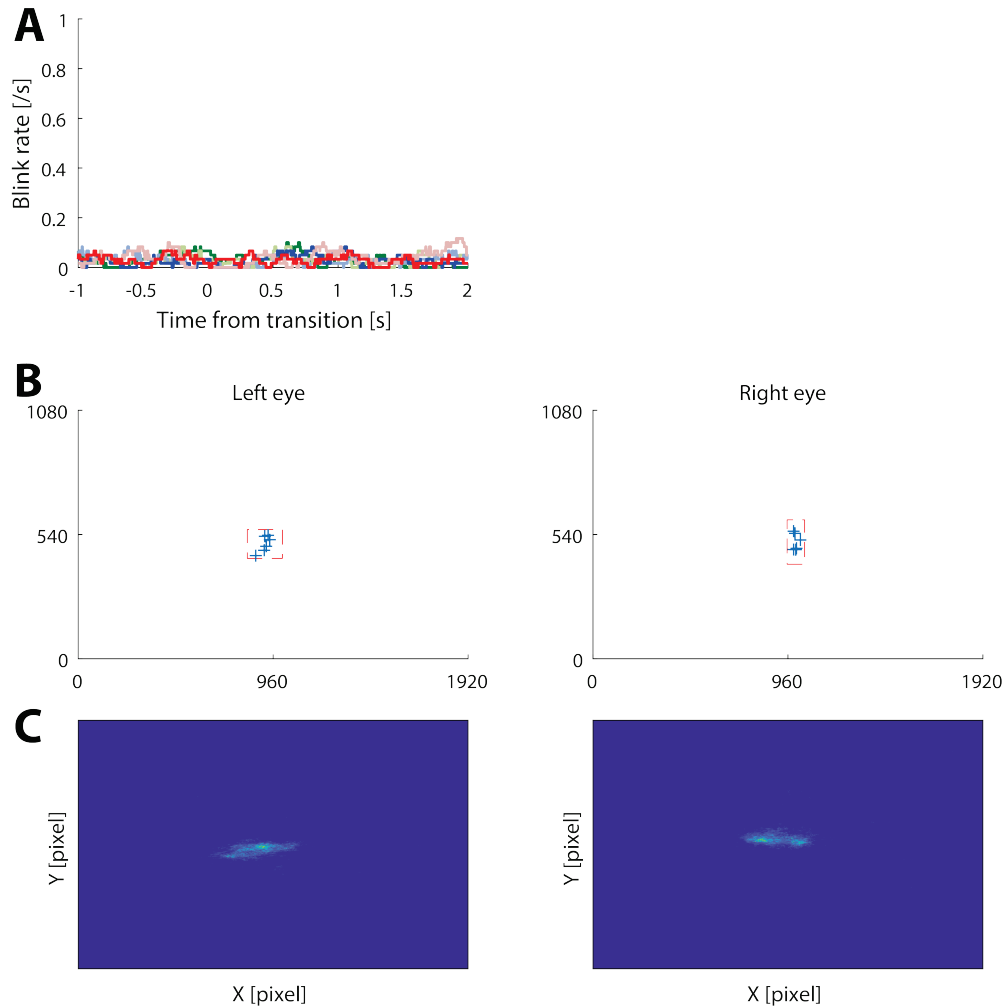 A
1
0.8
0.6
0.4
0.2
0
Blink rate [/s]
-1 -0.5 0 0.5 1 1.5 2
Time from transition [s]
B
Left eye
1080
540
0
0 960 1920
Right eye
1080
540
0
0 960 1920
C
Y [pixel]
X [pixel]
Y [pixel]
X [pixel]